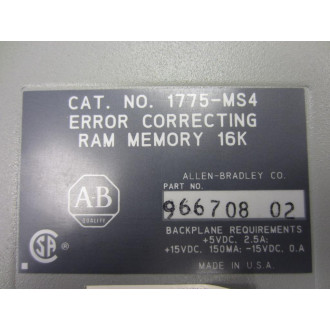 CAT. NO. 1775-MS4
ERROR CORRECTING
RAM MEMORY 16K
ALLEN-BRADLEY CO.
PART NO.
966708 02
A-B
QUALITY
BACKPLANE REQUIREMENTS
+5VDC, 2.5A;
+15VDC, 150MA; -15VDC, 0.A
SA
MADE IN U.S.A.